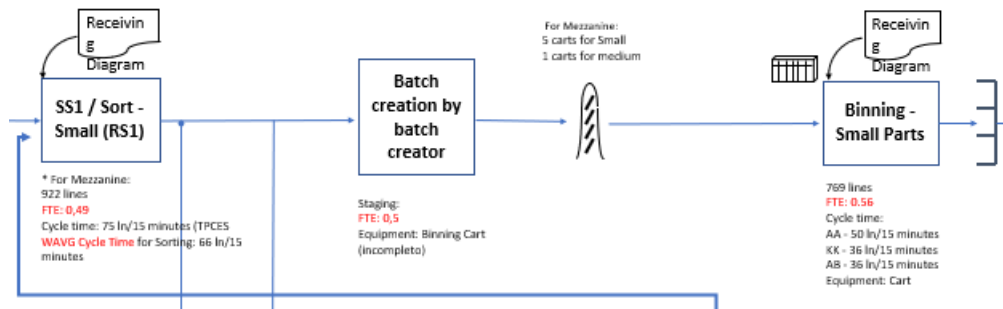 Receivin
g
Diagram
SS1 / Sort -
Small (RS1)
* For Mezzanine:
922 lines
FTE: 0,49
Cycle time: 75 ln/15 minutes (TPCES
WAVG Cycle Time for Sorting: 66 ln/15
minutes
Batch
creation by
batch
creator
Staging:
FTE: 0,5
Equipment: Binning Cart
(incompleto)
For Mezzanine:
5 carts for Small
1 carts for medium
Receivin
g
Diagram
Binning -
Small Parts
769 lines
FTE: 0.56
Cycle time:
AA - 50 ln/15 minutes
KK - 36 ln/15 minutes
AB - 36 ln/15 minutes
Equipment: Cart